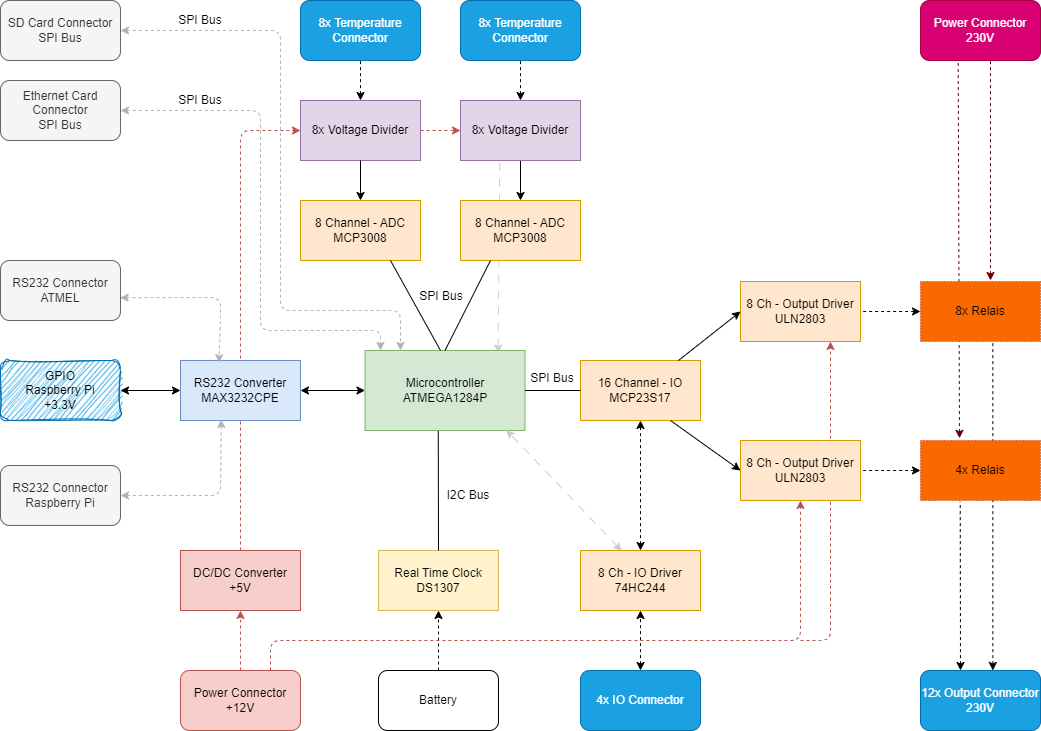 SD Card Connector
SPI Bus
SPI Bus
8x Temperature
Connector
8x Temperature
Connector
Power Connector
230V
Ethernet Card
Connector
SPI Bus
SPI Bus
8x Voltage Divider
8x Voltage Divider
8 Channel - ADC
MCP3008
8 Channel - ADC
MCP3008
RS232 Connector
ATMEL
SPI Bus
8 Ch - Output Driver
ULN2803
8x Relais
GPIO
Raspberry Pi
+3.3V
RS232 Converter
MAX3232CPE
Microcontroller
ATMEGA1284P
SPI Bus
16 Channel - IO
MCP23S17
8 Ch - Output Driver
ULN2803
4x Relais
RS232 Connector
Raspberry Pi
I2C Bus
DC/DC Converter
+5V
Real Time Clock
DS1307
8 Ch - IO Driver
74HC244
Power Connector
+12V
Battery
4x IO Connector
12x Output Connector
230V